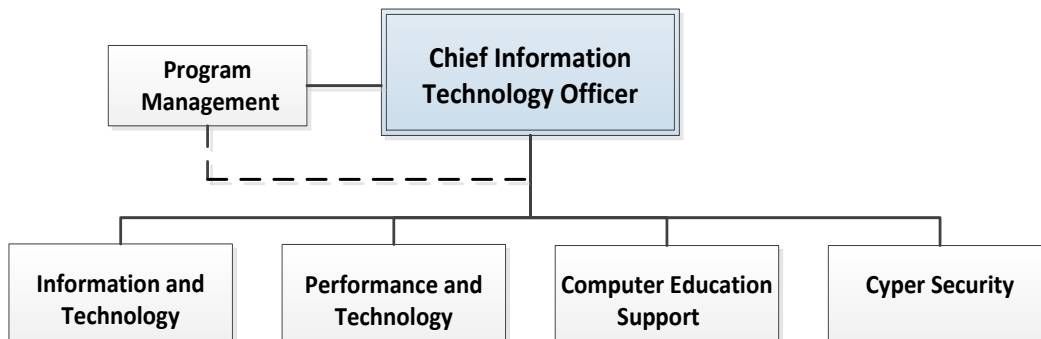 Chief Information
Technology Officer
Program
Management
Information and
Technology
Performance and
Technology
Computer Education
Support
Cyper Security